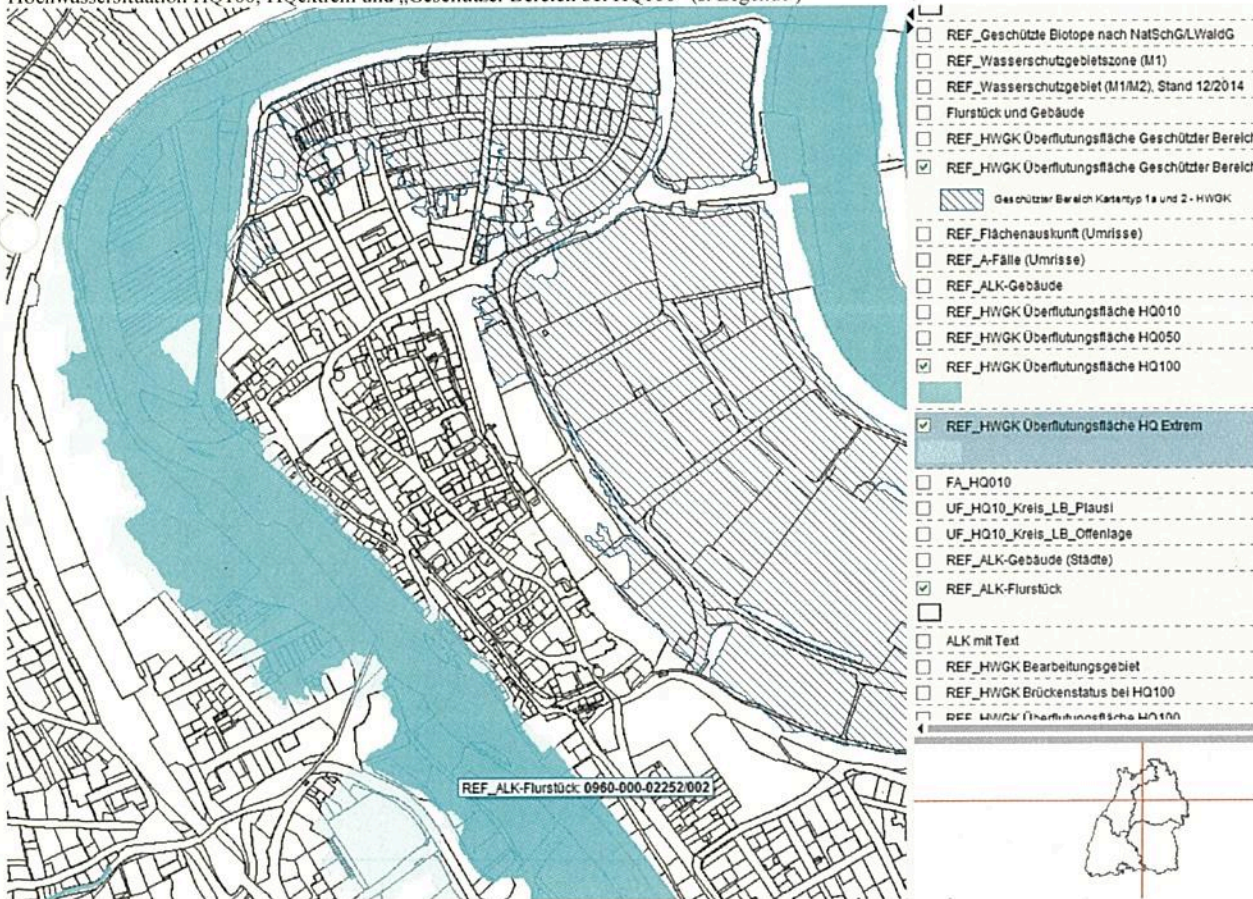 Hochwassersituation HQ100, HQextrem und „Geschützer Bereich bei HQ100" (s. Legende)
REF_Geschützte Biotope nach NatSchG/LWaldG
REF_Wasserschutzgebietszone (M1)
REF_Wasserschutzgebiet (M1/M2), Stand 12/2014
Flurstück und Gebäude
REF_HWGK Überflutungsfläche Geschützter Bereich
REF_HWGK Überflutungsfläche Geschützter Bereich
Geschützter Bereich Kartentyp 1a und 2 - HWGK
REF_Flächenauskunft (Umrisse)
REF_A-Fälle (Umrisse)
REF_ALK-Gebäude
REF_HWGK Überflutungsfläche HQ010
REF_HWGK Überflutungsfläche HQ050
REF_HWGK Überflutungsfläche HQ100
REF_HWGK Überflutungsfläche HQ Extrem
FA_HQ010
UF_HQ10_Kreis_LB_Plausi
UF_HQ10_Kreis_LB_Offenlage
REF_ALK-Gebäude (Städte)
REF_ALK-Flurstück
ALK mit Text
REF_HWGK Bearbeitungsgebiet
REF_HWGK Brückenstatus bei HQ100
REF_HWGK Überflutungsfläche HQ100
REF_ALK-Flurstück: 0960-000-02252/002